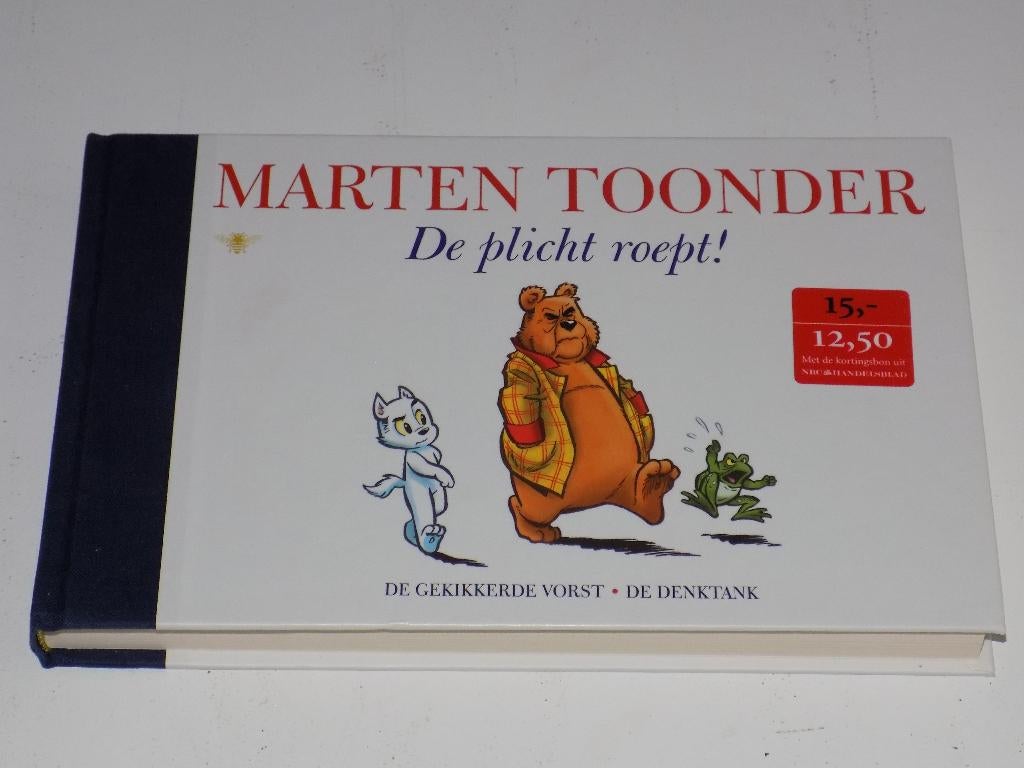 MARTEN TOONDER
De plicht roept!
15,-
12,50
Met de kortingsbon uit
NRC HANDELSBLAD
DE GEKIKKERDE VORST • DE DENKTANK